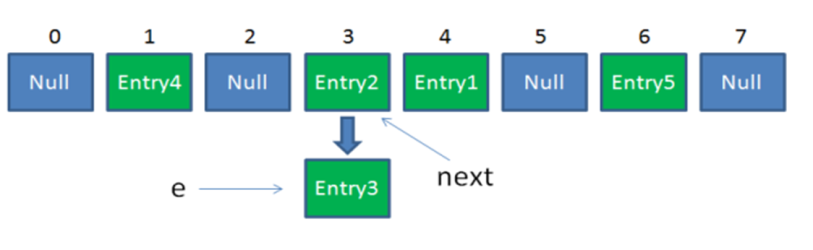 0 1 2 3 4 5 6 7
Null Entry4 Null Entry2 Entry1 Null Entry5 Null
next
e Entry3